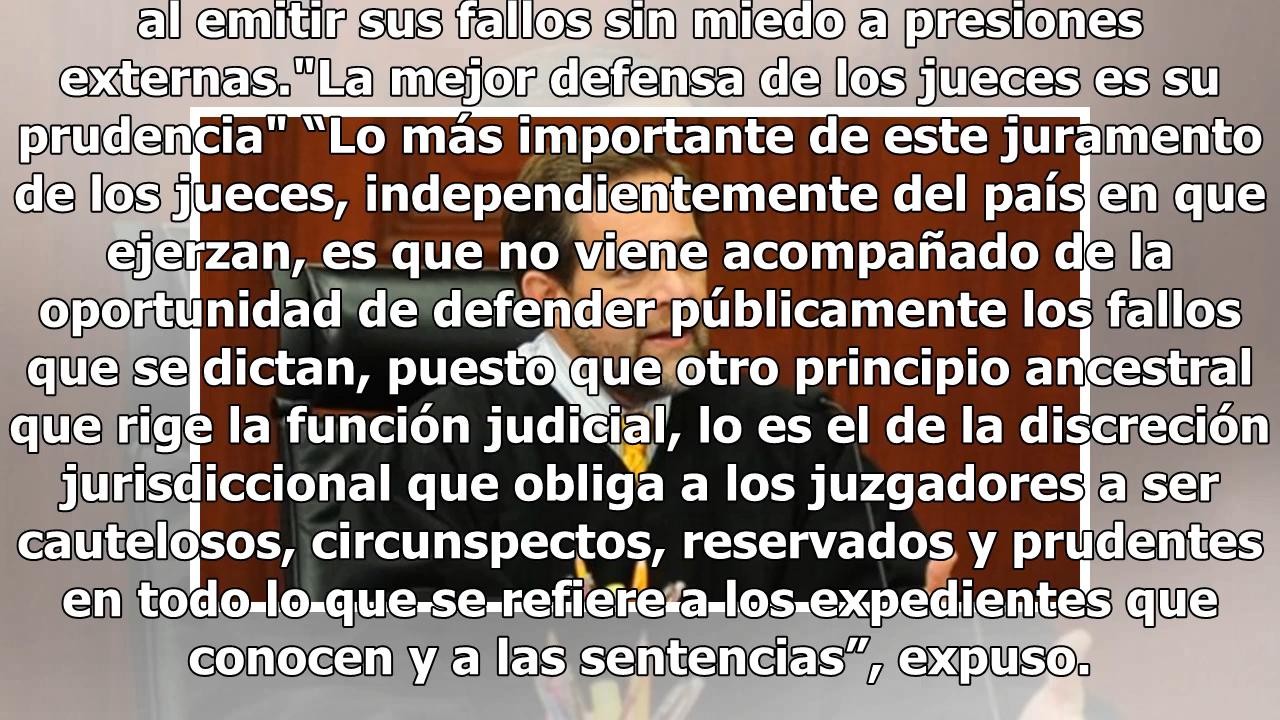 al emitir sus fallos sin miedo a presiones
externas."La mejor defensa de los jueces es su
prudencia" “Lo más importante de este juramento
de los jueces, independientemente del país en que
ejerzan, es que no viene acompañado de la
oportunidad de defender públicamente los fallos
que se dictan, puesto que otro principio ancestral
que rige la función judicial, lo es el de la discreción
jurisdiccional que obliga a los juzgadores a ser
cautelosos, circunspectos, reservados y prudentes
en todo lo que se refiere a los expedientes que
conocen y a las sentencias”, expuso.